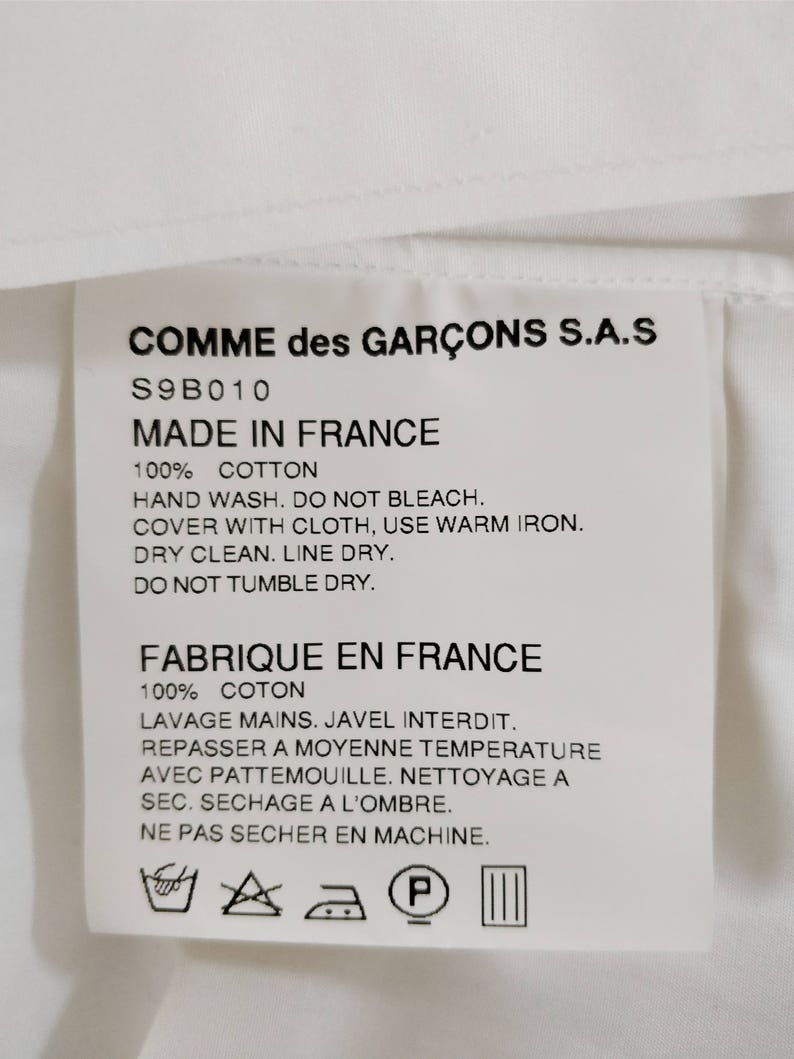 COMME des GARÇONS S.A.S
S9B010
MADE IN FRANCE
100% COTTON
HAND WASH. DO NOT BLEACH.
COVER WITH CLOTH, USE WARM IRON.
DRY CLEAN. LINE DRY.
DO NOT TUMBLE DRY.
FABRIQUE EN FRANCE
100% COTON
LAVAGE MAINS. JAVEL INTERDIT.
REPASSER A MOYENNE TEMPERATURE
AVEC PATTEMOUILLE. NETTOYAGE A
SEC. SECHAGE A L'OMBRE.
NE PAS SECHER EN MACHINE.
P